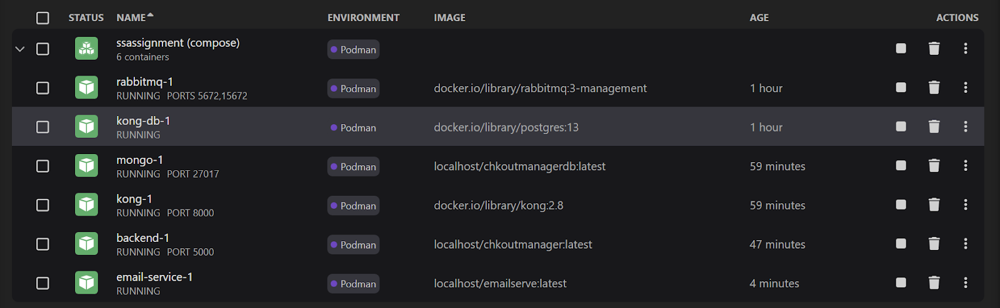 STATUS NAME ENVIRONMENT IMAGE AGE ACTIONS
ssassignment (compose)
6 containers
Podman
rabbitmq-1
RUNNING PORTS 5672,15672
Podman
docker.io/library/rabbitmq:3-management
1 hour
kong-db-1
RUNNING
Podman
docker.io/library/postgres:13
1 hour
mongo-1
RUNNING PORT 27017
Podman
localhost/chkoutmanagerdb:latest
59 minutes
kong-1
RUNNING PORT 8000
Podman
docker.io/library/kong:2.8
59 minutes
backend-1
RUNNING PORT 5000
Podman
localhost/chkoutmanager:latest
47 minutes
email-service-1
RUNNING
Podman
localhost/emailserve:latest
4 minutes